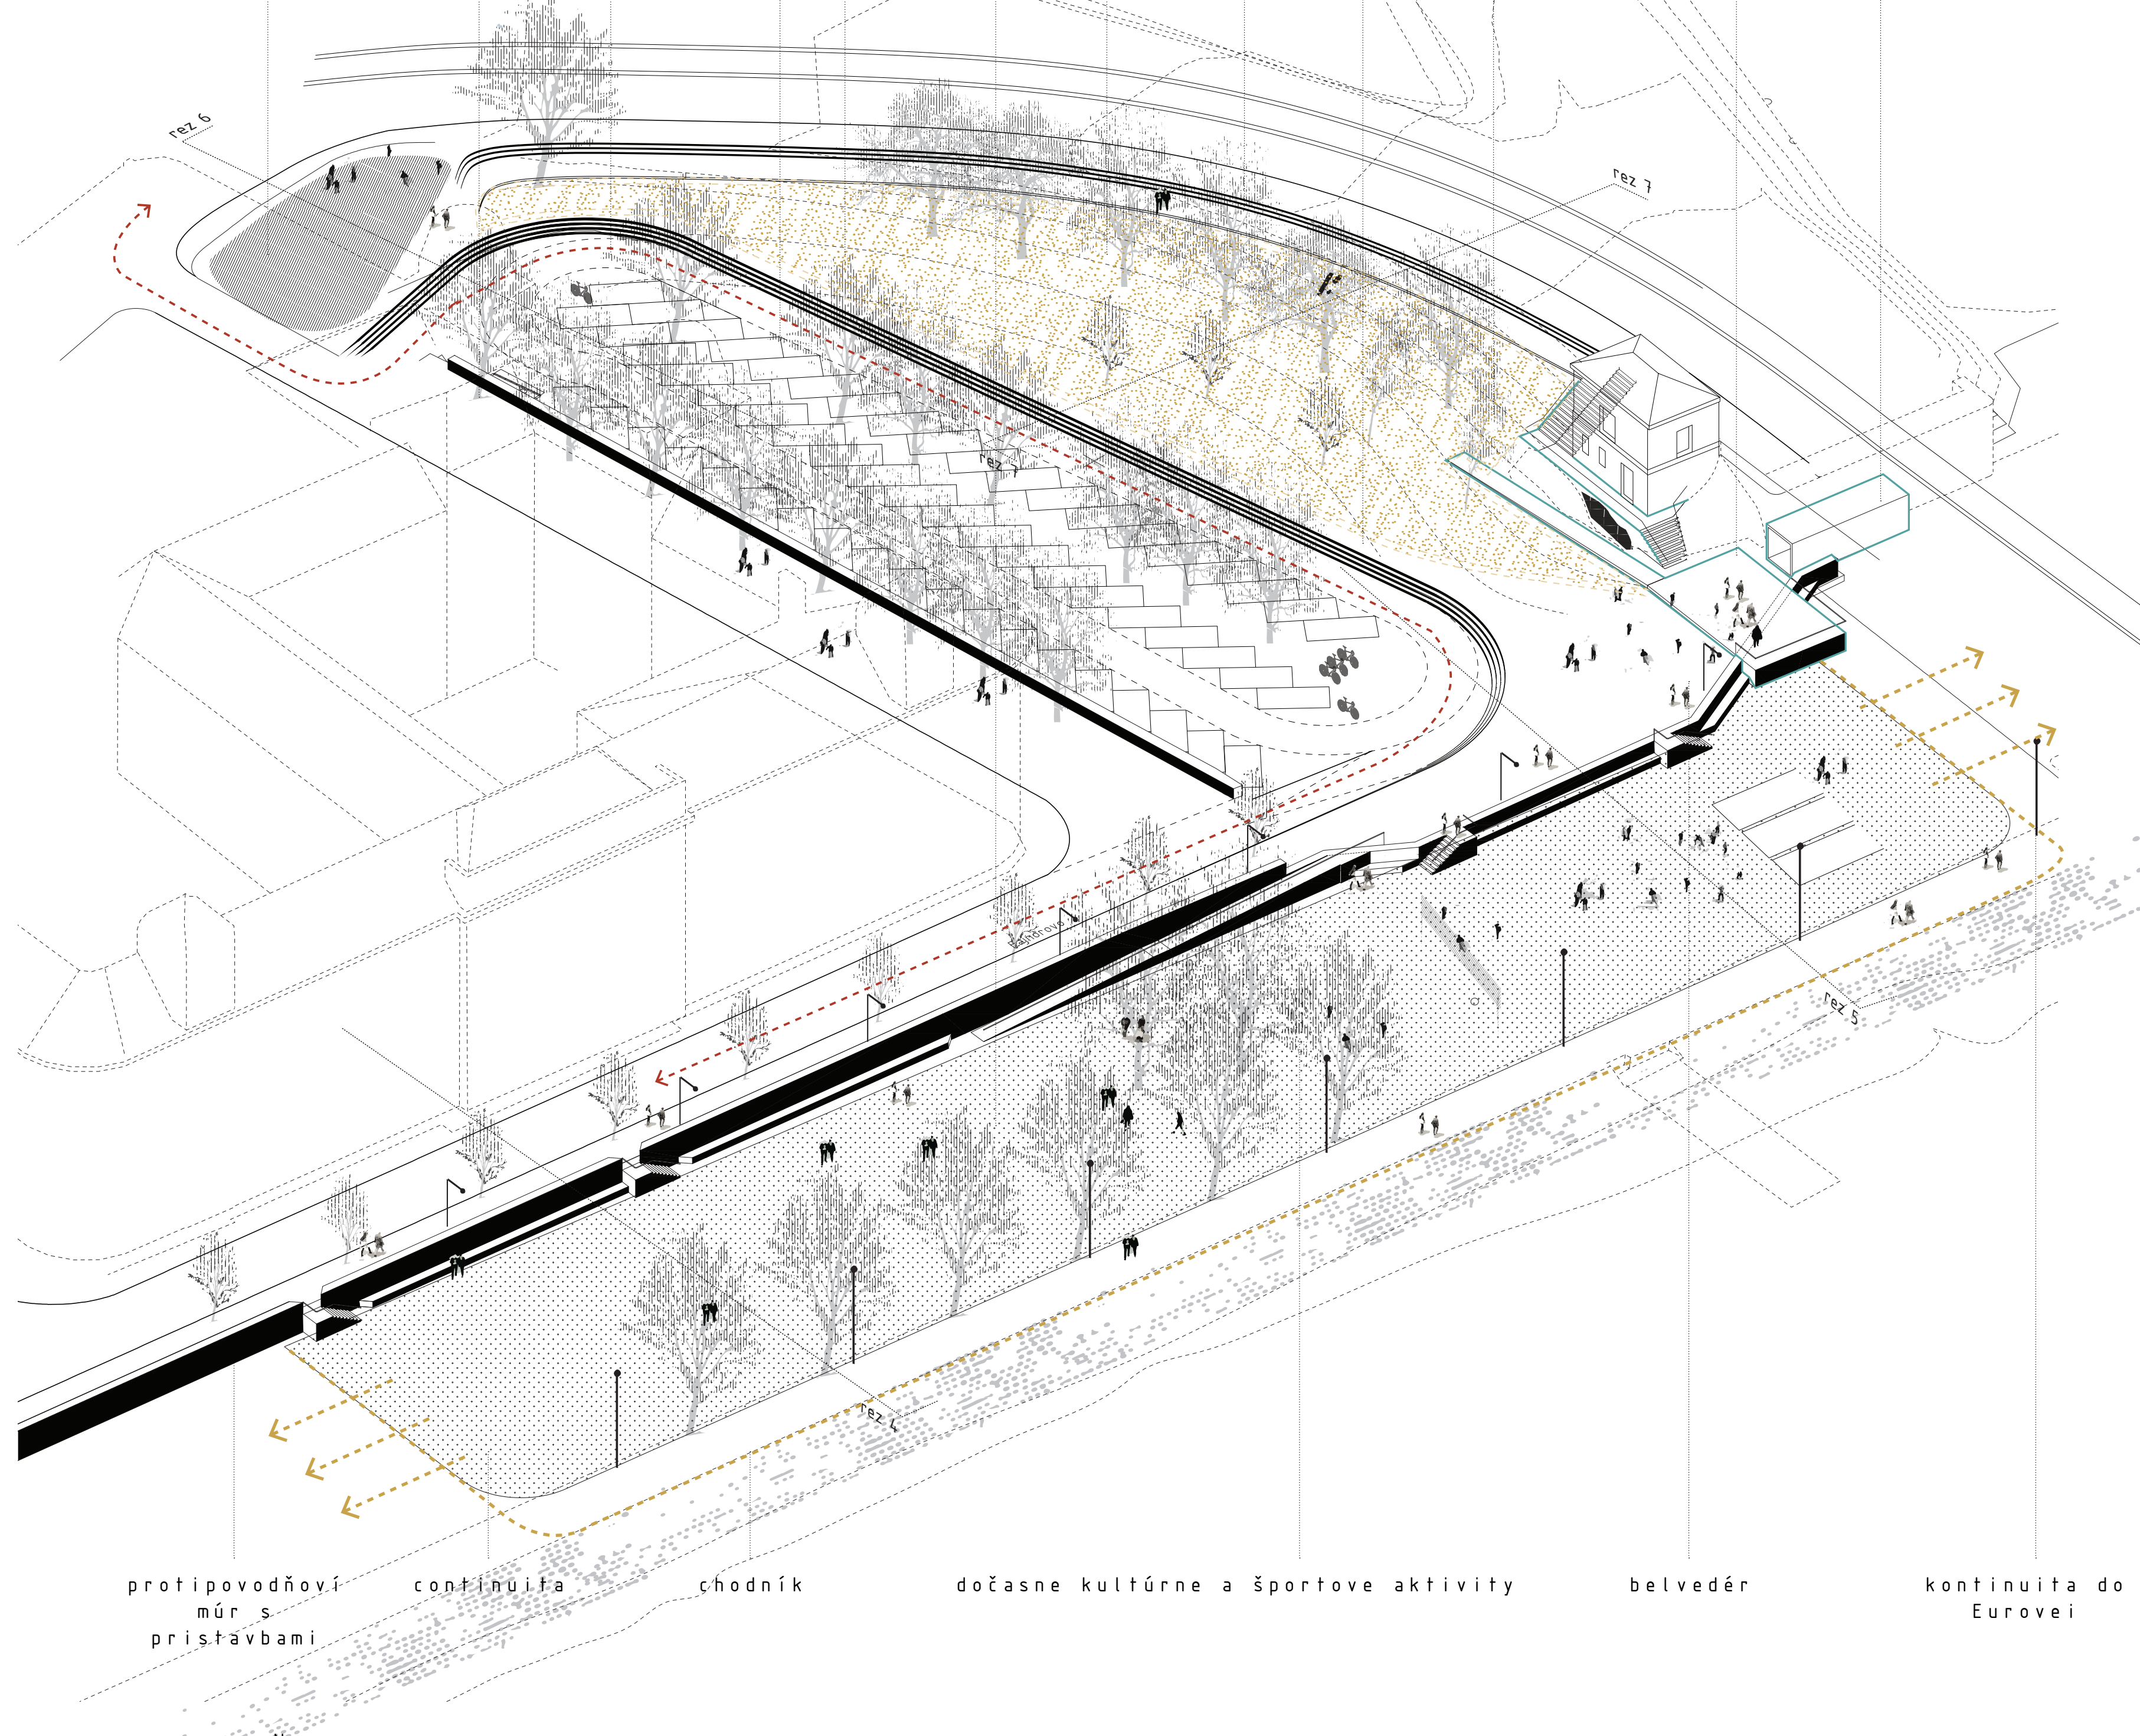 rez 6
rez 7
rez 7
rez 5
rez 4
protipovodňoví
múr s
pristavbami
continuita
chodník
dočasne kultúrne a športove aktivity
belvedér
kontinuita do
Eurovei